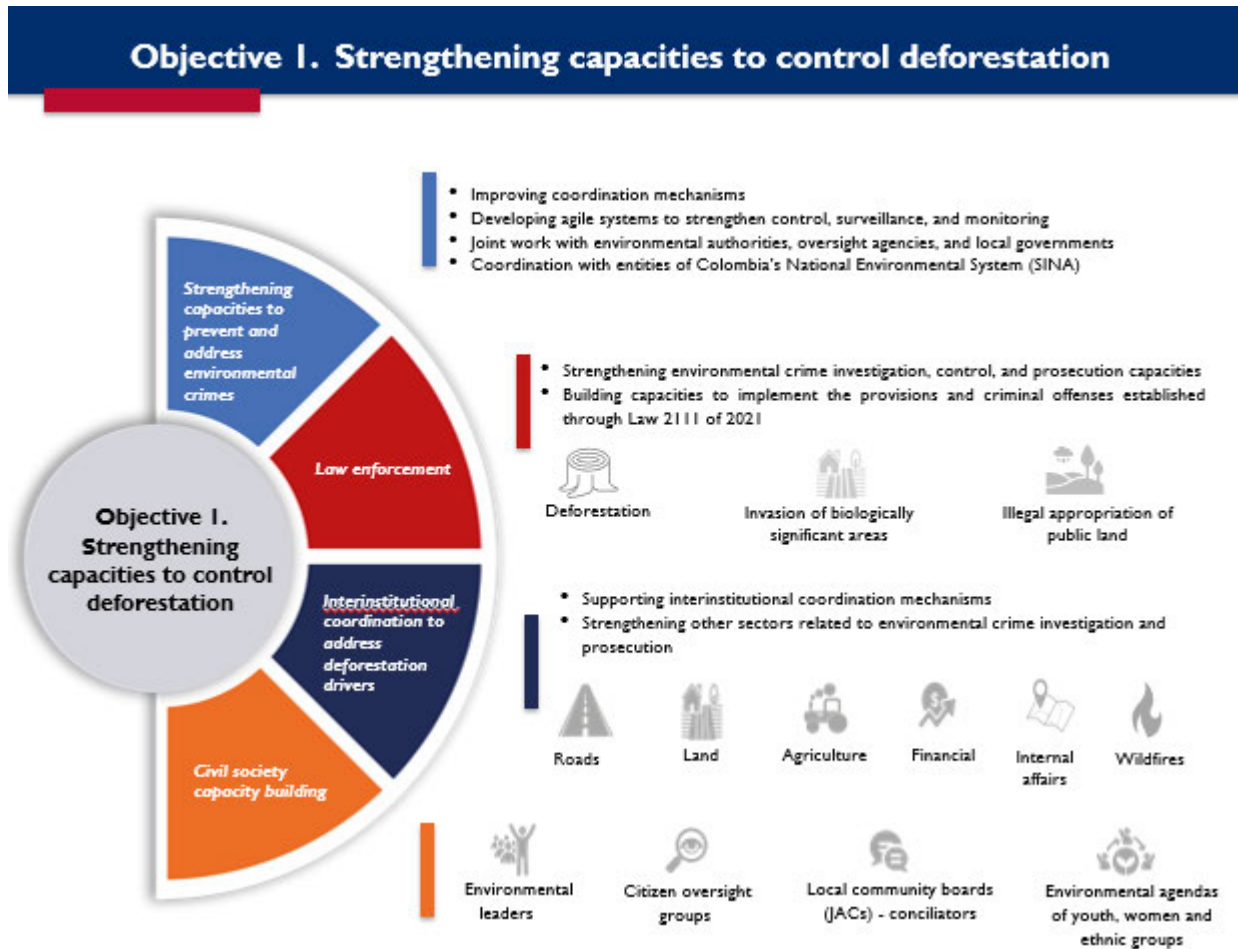 Objective 1. Strengthening capacities to control deforestation
Strengthening
capacities to
prevent and
address
environmental
crimes
• Improving coordination mechanisms
• Developing agile systems to strengthen control, surveillance, and monitoring
• Joint work with environmental authorities, oversight agencies, and local governments
• Coordination with entities of Colombia's National Environmental System (SINA)
Law enforcement
• Strengthening environmental crime investigation, control, and prosecution capacities
• Building capacities to implement the provisions and criminal offenses established
through Law 2111 of 2021
Deforestation
Invasion of biologically
significant areas
Illegal appropriation of
public land
Objective 1.
Strengthening
capacities to control
deforestation
Interinstitutional
coordination to
address
deforestation
drivers
• Supporting interinstitutional coordination mechanisms
• Strengthening other sectors related to environmental crime investigation and
prosecution
Roads
Land
Agriculture
Financial
Internal
affairs
Wildfires
Civil society
capacity building
Environmental
leaders
Citizen oversight
groups
Local community boards
(JACs) - conciliators
Environmental agendas
of youth, women and
ethnic groups